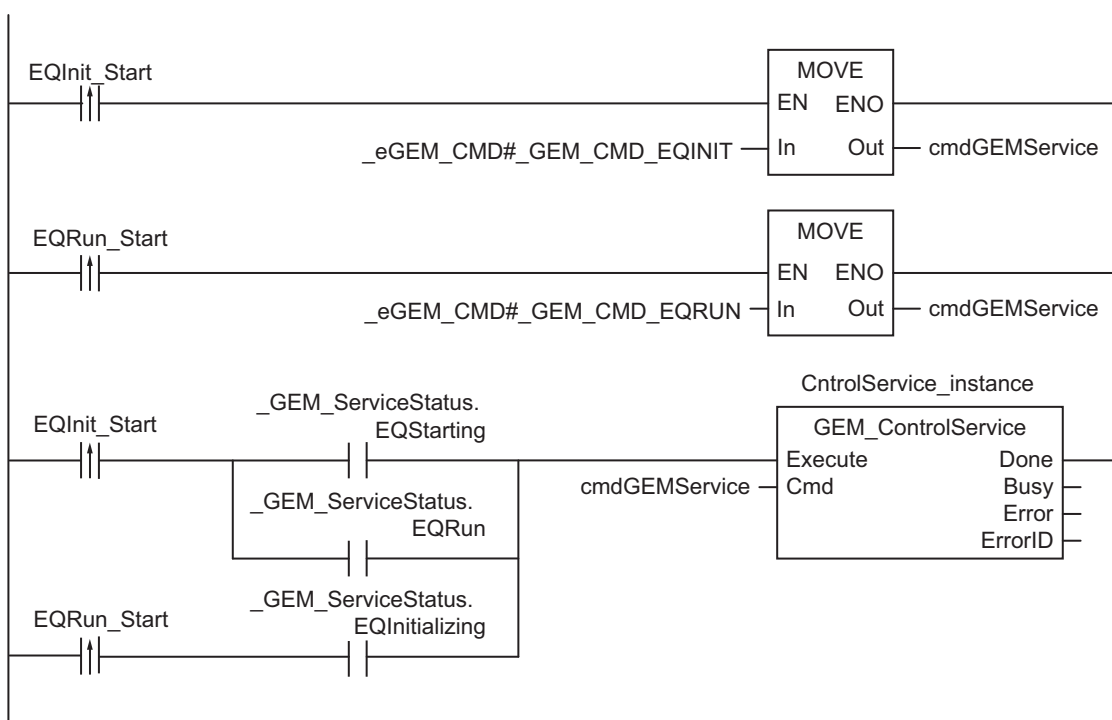 EQInit_Start
MOVE
EN ENO
_eGEM_CMD#_GEM_CMD_EQINIT In Out cmdGEMService
EQRun_Start
MOVE
EN ENO
_eGEM_CMD#_GEM_CMD_EQRUN In Out cmdGEMService
CntrolService_instance
EQInit_Start
_GEM_ServiceStatus.
EQStarting
GEM_ControlService
Execute Done
cmdGEMService Cmd Busy
Error
ErrorID
_GEM_ServiceStatus.
EQRun
EQRun_Start
_GEM_ServiceStatus.
EQInitializing